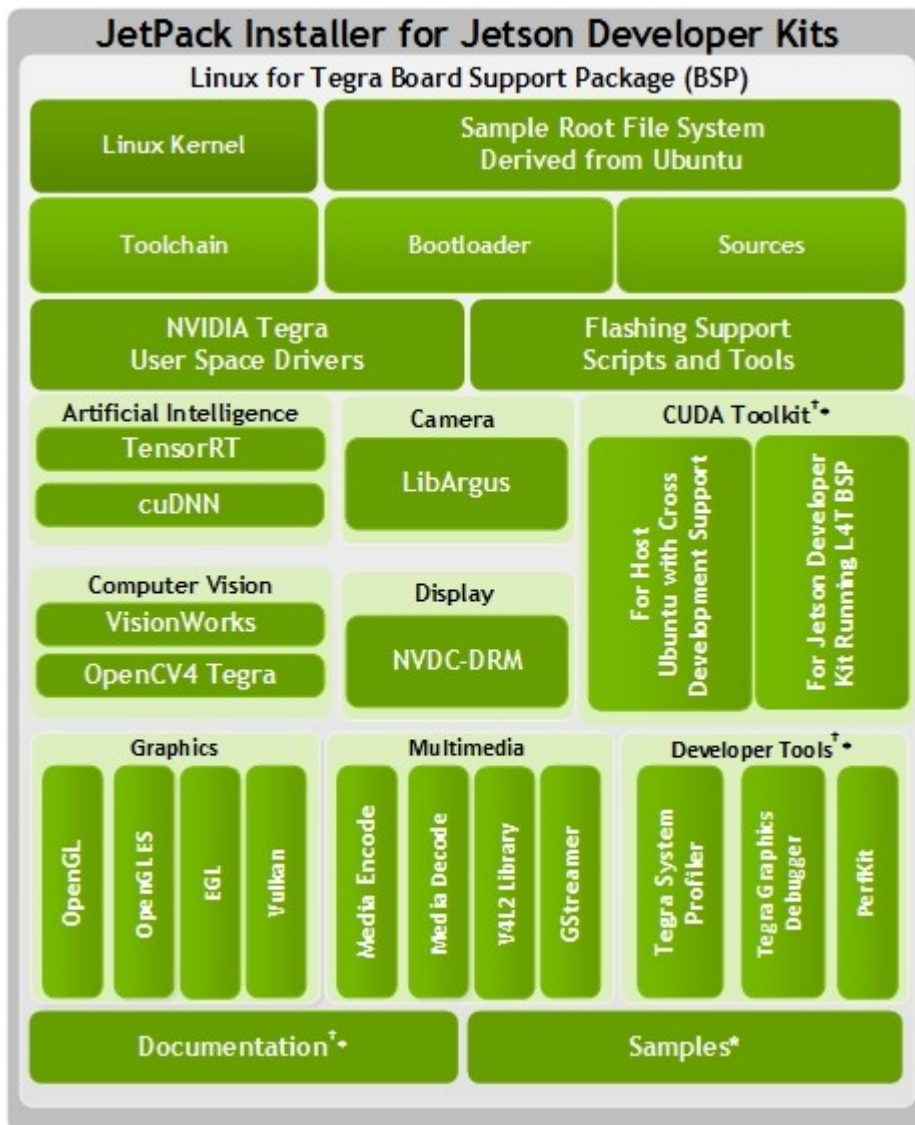 JetPack Installer for Jetson Developer Kits
Linux for Tegra Board Support Package (BSP)
Linux Kernel
Sample Root File System
Derived from Ubuntu
Toolchain
Bootloader
Sources
NVIDIA Tegra
User Space Drivers
Flashing Support
Scripts and Tools
Artificial Intelligence
TensorRT
cuDNN
Camera
LibArgus
CUDA Toolkit†*
For Host
Ubuntu with Cross
Development Support
For Jetson Developer
Kit Running L4T BSP
Computer Vision
VisionWorks
OpenCV4 Tegra
Display
NVDC-DRM
Graphics
OpenGL
OpenGL ES
EGL
Vulkan
Multimedia
Media Encode
Media Decode
V4L2 Library
GStreamer
Developer Tools†*
Tegra System
Profiler
Tegra Graphics
Debugger
PerfKit
Documentation†*
Samples*